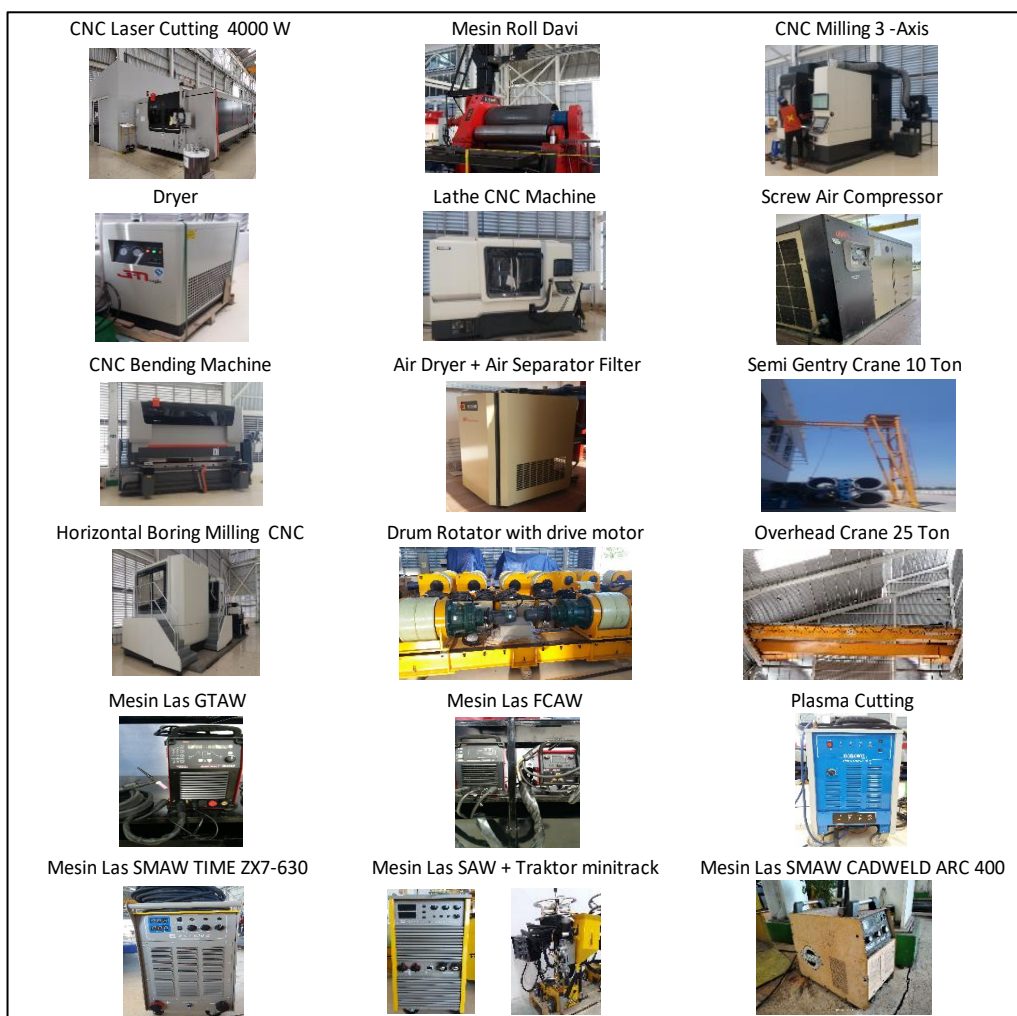 CNC Laser Cutting 4000 W
Mesin Roll Davi
CNC Milling 3 -Axis
Dryer
Lathe CNC Machine
Screw Air Compressor
CNC Bending Machine
Air Dryer + Air Separator Filter
Semi Gentry Crane 10 Ton
Horizontal Boring Milling CNC
Drum Rotator with drive motor
Overhead Crane 25 Ton
Mesin Las GTAW
Mesin Las FCAW
Plasma Cutting
Mesin Las SMAW TIME ZX7-630
Mesin Las SAW + Traktor minitrack
Mesin Las SMAW CADWELD ARC 400